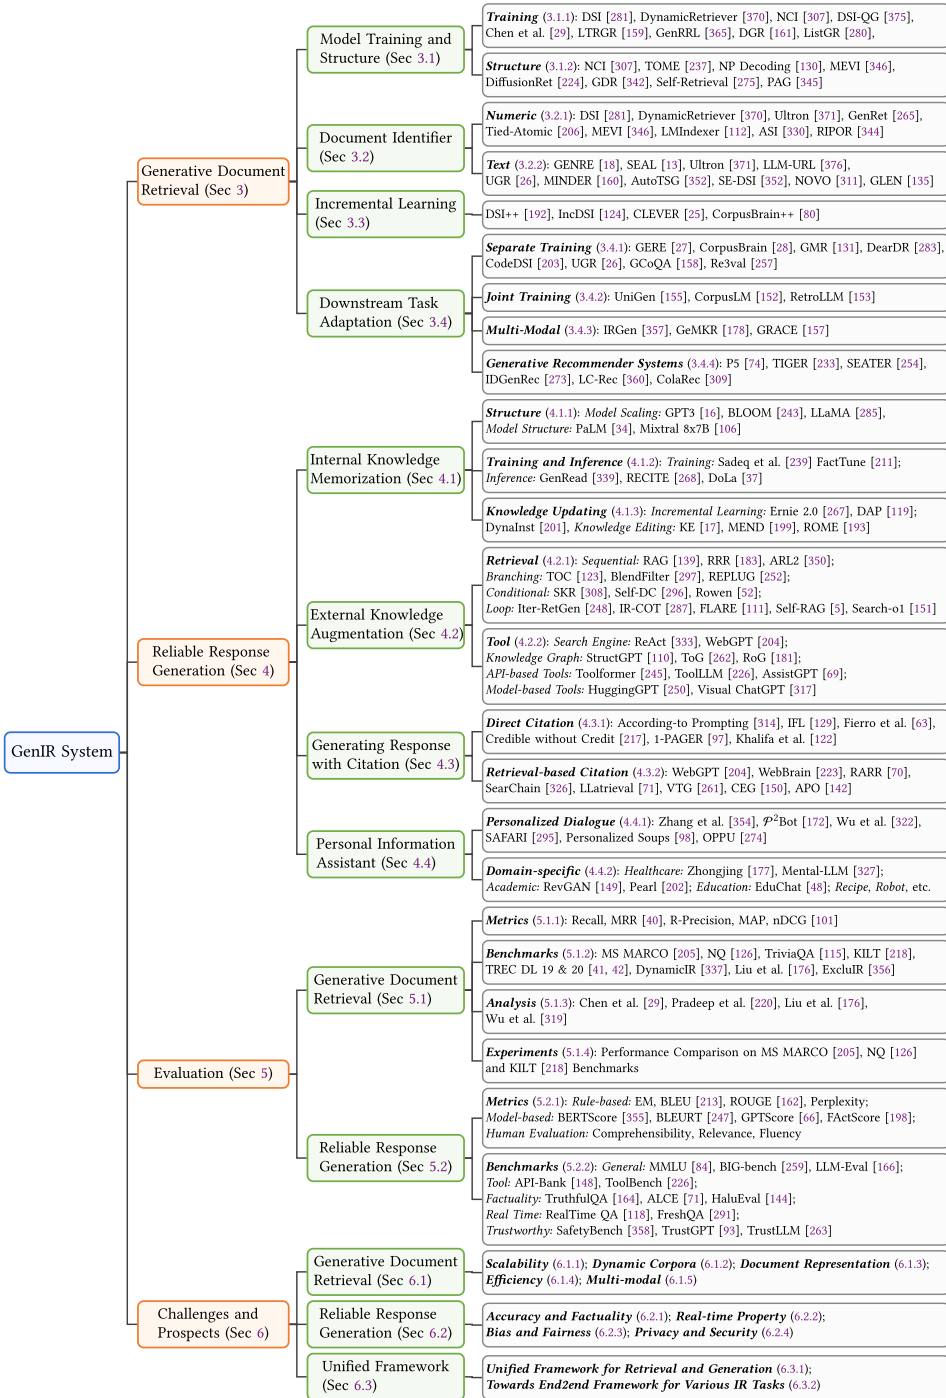 GenIR System
Generative Document
Retrieval (Sec 3)
Model Training and
Structure (Sec 3.1)
Training (3.1.1): DSI [281], DynamicRetriever [370], NCI [307], DSI-QG [375],
Chen et al. [29], LTRGR [159], GenRRL [365], DGR [161], ListGR [280],
Structure (3.1.2): NCI [307], TOME [237], NP Decoding [130], MEVI [346],
DiffusionRet [224], GDR [342], Self-Retrieval [275], PAG [345]
Document Identifier
(Sec 3.2)
Numeric (3.2.1): DSI [281], DynamicRetriever [370], Ultron [371], GenRet [265],
Tied-Atomic [206], MEVI [346], LMIndexer [112], ASI [330], RIPOR [344]
Text (3.2.2): GENRE [18], SEAL [13], Ultron [371], LLM-URL [376],
UGR [26], MINDER [160], AutoTSG [352], SE-DSI [352], NOVO [311], GLEN [135]
Incremental Learning
(Sec 3.3)
DSI++ [192], IncDSI [124], CLEVER [25], CorpusBrain++ [80]
Downstream Task
Adaptation (Sec 3.4)
Separate Training (3.4.1): GERE [27], CorpusBrain [28], GMR [131], DearDR [283],
CodeDSI [203], UGR [26], GCoQA [158], Re3val [257]
Joint Training (3.4.2): UniGen [155], CorpusLM [152], RetroLLM [153]
Multi-Modal (3.4.3): IRGen [357], GeMKR [178], GRACE [157]
Generative Recommender Systems (3.4.4): P5 [74], TIGER [233], SEATER [254],
IDGenRec [273], LC-Rec [360], ColaRec [309]
Reliable Response
Generation (Sec 4)
Internal Knowledge
Memorization (Sec 4.1)
Structure (4.1.1): Model Scaling: GPT3 [16], BLOOM [243], LLaMA [285],
Model Structure: PaLM [34], Mixtral 8x7B [106]
Training and Inference (4.1.2): Training: Sadeq et al. [239] FactTune [211];
Inference: GenRead [339], RECITE [268], DoLa [37]
Knowledge Updating (4.1.3): Incremental Learning: Ernie 2.0 [267], DAP [119];
DynaInst [201], Knowledge Editing: KE [17], MEND [199], ROME [193]
External Knowledge
Augmentation (Sec 4.2)
Retrieval (4.2.1): Sequential: RAG [139], RRR [183], ARL2 [350];
Branching: TOC [123], BlendFilter [297], REPLUG [252];
Conditional: SKR [308], Self-DC [296], Rowen [52];
Loop: Iter-RetGen [248], IR-COT [287], FLARE [111], Self-RAG [5], Search-o1 [151]
Tool (4.2.2): Search Engine: ReAct [333], WebGPT [204];
Knowledge Graph: StructGPT [110], ToG [262], RoG [181];
API-based Tools: Toolformer [245], ToolLLM [226], AssistGPT [69];
Model-based Tools: HuggingGPT [250], Visual ChatGPT [317]
Generating Response
with Citation (Sec 4.3)
Direct Citation (4.3.1): According-to Prompting [314], IFL [129], Fierro et al. [63],
Credible without Credit [217], 1-PAGER [97], Khalifa et al. [122]
Retrieval-based Citation (4.3.2): WebGPT [204], WebBrain [223], RARR [70],
SearChain [326], LLatrieval [71], VTG [261], CEG [150], APO [142]
Personal Information
Assistant (Sec 4.4)
Personalized Dialogue (4.4.1): Zhang et al. [354], 𝒫²Bot [172], Wu et al. [322],
SAFARI [295], Personalized Soups [98], OPPU [274]
Domain-specific (4.4.2): Healthcare: Zhongjing [177], Mental-LLM [327];
Academic: RevGAN [149], Pearl [202]; Education: EduChat [48]; Recipe, Robot, etc.
Evaluation (Sec 5)
Generative Document
Retrieval (Sec 5.1)
Metrics (5.1.1): Recall, MRR [40], R-Precision, MAP, nDCG [101]
Benchmarks (5.1.2): MS MARCO [205], NQ [126], TriviaQA [115], KILT [218],
TREC DL 19 & 20 [41, 42], DynamicIR [337], Liu et al. [176], ExcluIR [356]
Analysis (5.1.3): Chen et al. [29], Pradeep et al. [220], Liu et al. [176],
Wu et al. [319]
Experiments (5.1.4): Performance Comparison on MS MARCO [205], NQ [126]
and KILT [218] Benchmarks
Reliable Response
Generation (Sec 5.2)
Metrics (5.2.1): Rule-based: EM, BLEU [213], ROUGE [162], Perplexity;
Model-based: BERTScore [355], BLEURT [247], GPTScore [66], FActScore [198];
Human Evaluation: Comprehensibility, Relevance, Fluency
Benchmarks (5.2.2): General: MMLU [84], BIG-bench [259], LLM-Eval [166];
Tool: API-Bank [148], ToolBench [226];
Factuality: TruthfulQA [164], ALCE [71], HaluEval [144];
Real Time: RealTime QA [118], FreshQA [291];
Trustworthy: SafetyBench [358], TrustGPT [93], TrustLLM [263]
Challenges and
Prospects (Sec 6)
Generative Document
Retrieval (Sec 6.1)
Scalability (6.1.1); Dynamic Corpora (6.1.2); Document Representation (6.1.3);
Efficiency (6.1.4); Multi-modal (6.1.5)
Reliable Response
Generation (Sec 6.2)
Accuracy and Factuality (6.2.1); Real-time Property (6.2.2);
Bias and Fairness (6.2.3); Privacy and Security (6.2.4)
Unified Framework
(Sec 6.3)
Unified Framework for Retrieval and Generation (6.3.1);
Towards End2end Framework for Various IR Tasks (6.3.2)